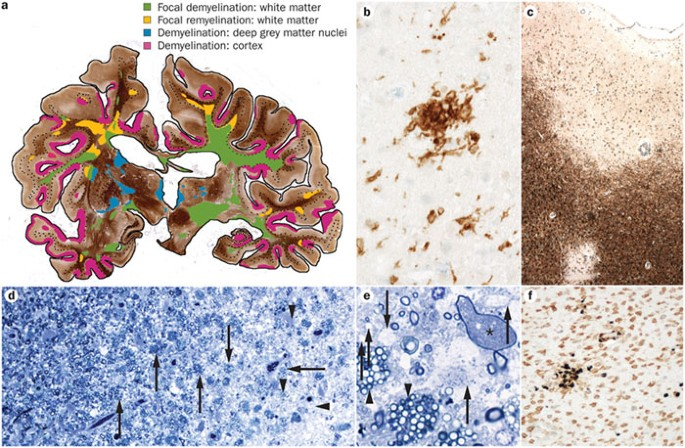 a
Focal demyelination: white matter
Focal remyelination: white matter
Demyelination: deep grey matter nuclei
Demyelination: cortex
b
c
d
e
*
f